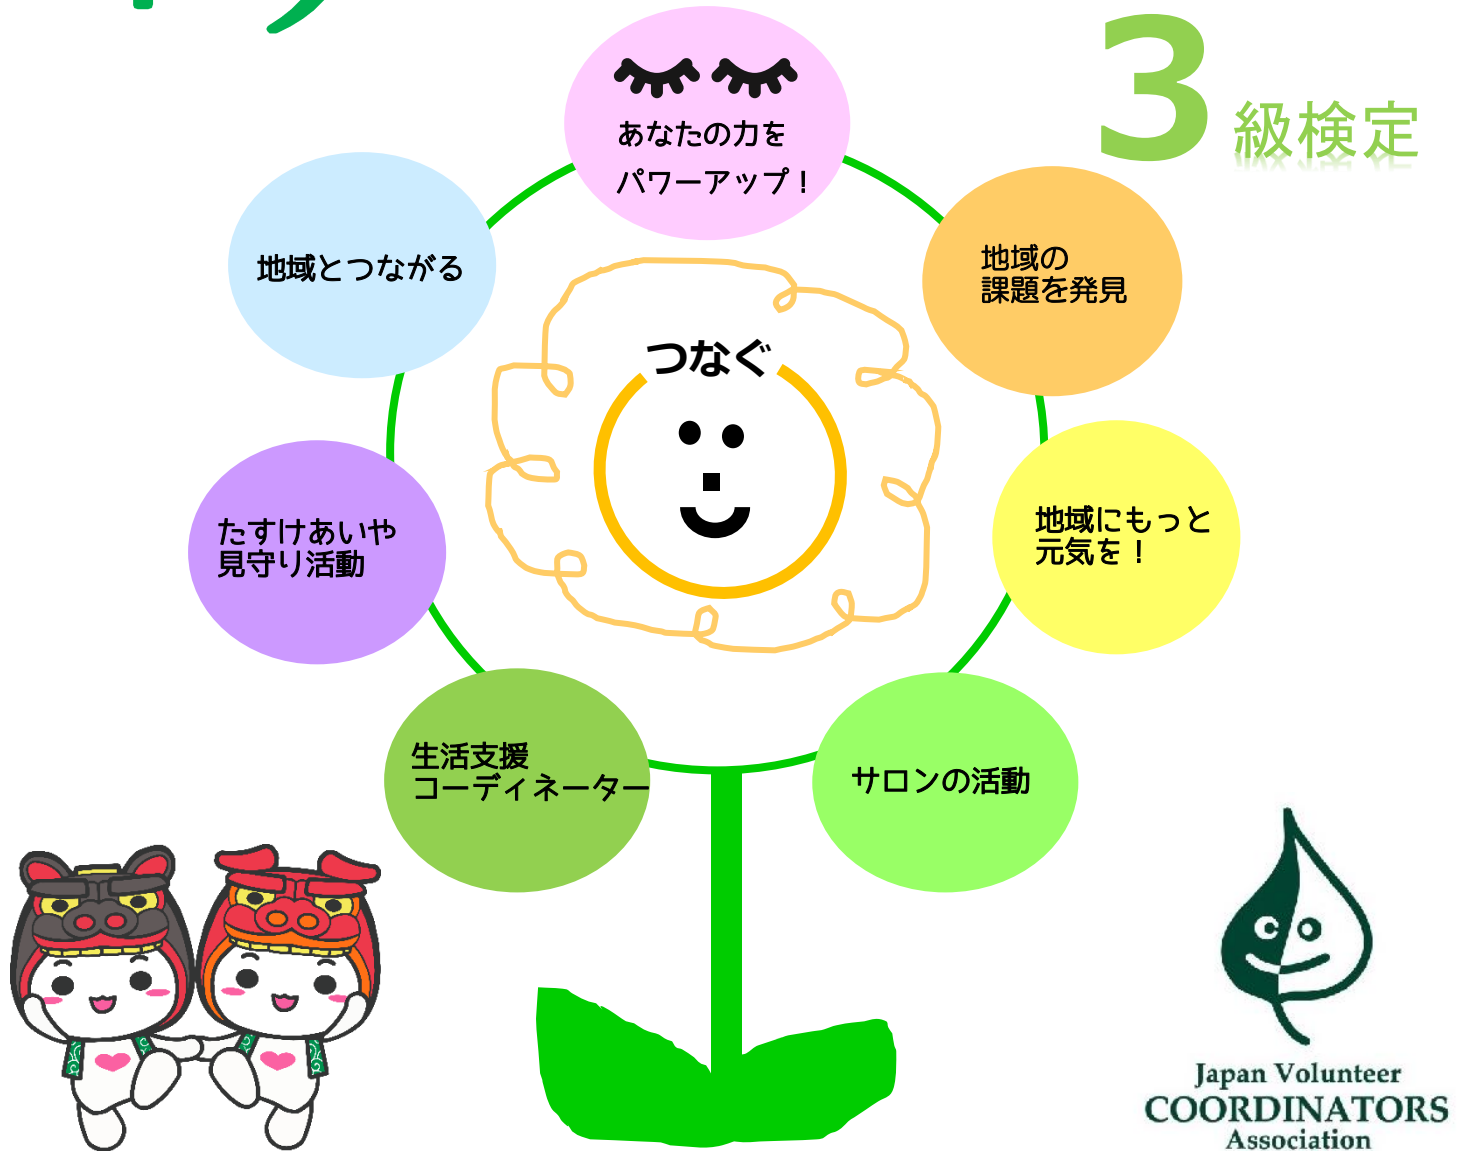 3級検定
あなたの力を
パワーアップ！
地域とつながる
地域の
課題を発見
つなぐ
たすけあいや
見守り活動
地域にもっと
元気を！
生活支援
コーディネーター
サロンの活動
Japan Volunteer
COORDINATORS
Association